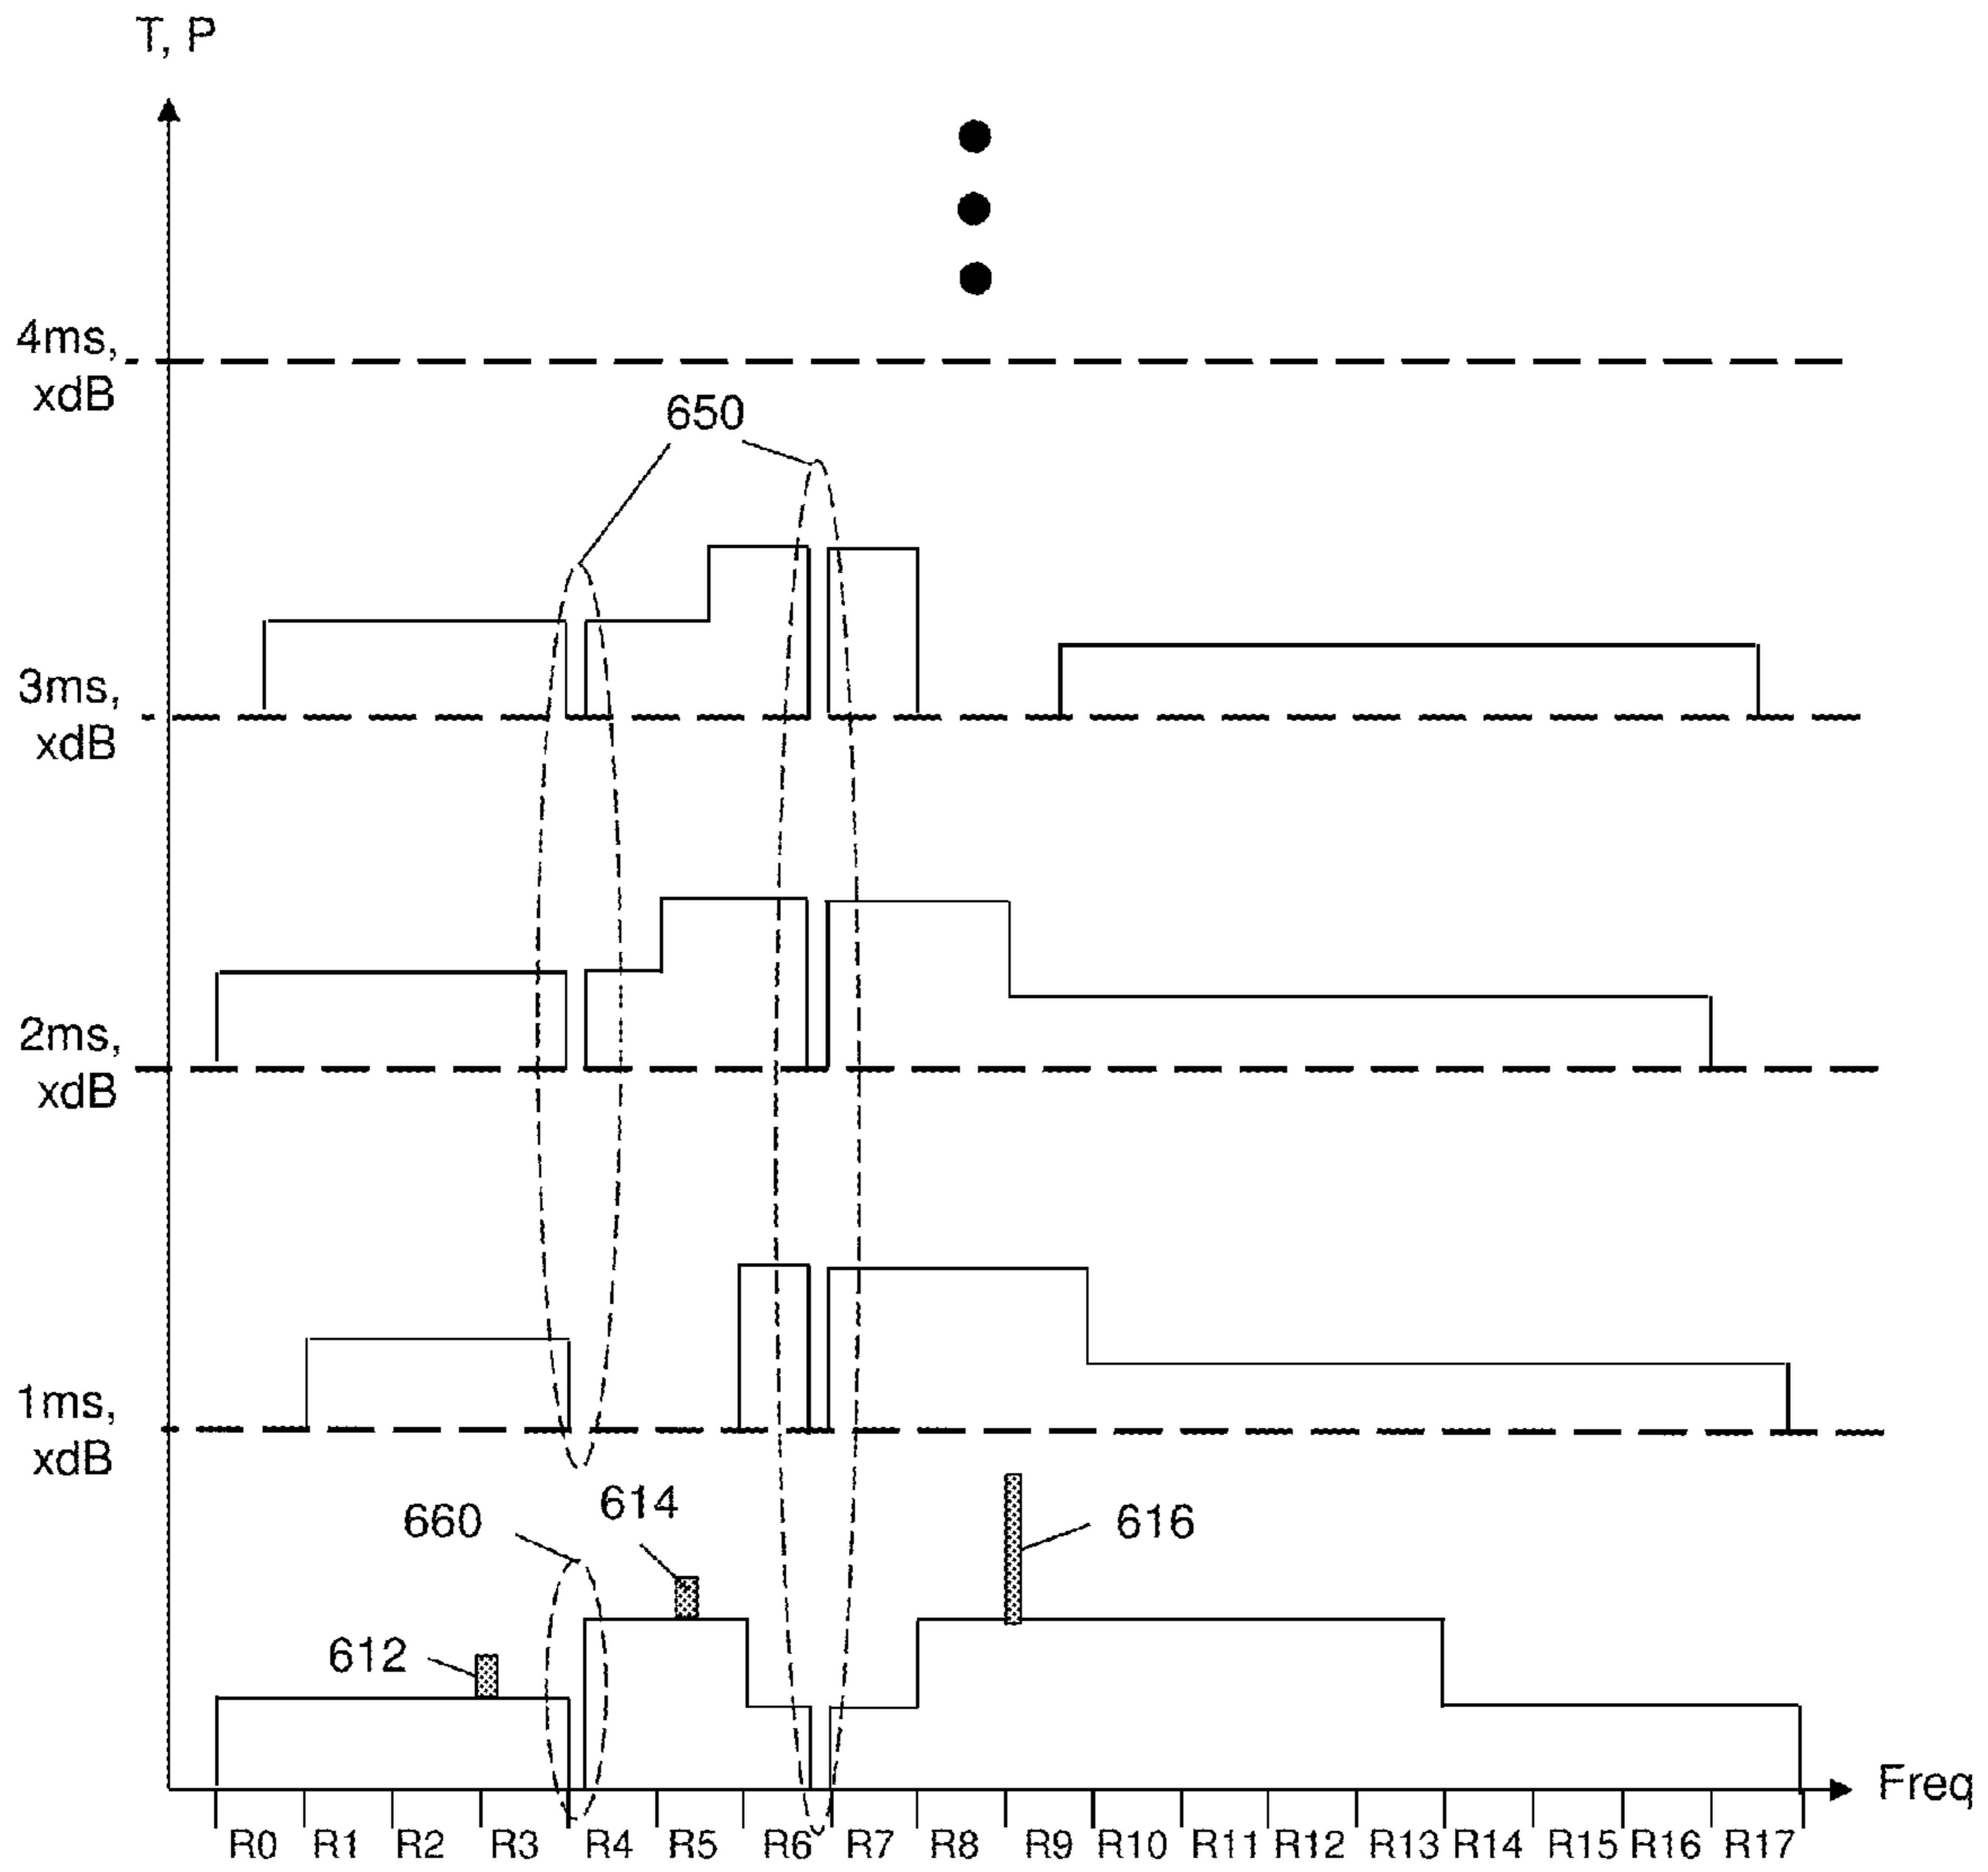 T, P
4ms,
xdB
650
3ms,
xdB
2ms,
xdB
1ms,
xdB
660
614
616
612
Freq
R0 R1 R2 R3 R4 R5 R6 R7 R8 R9 R10 R11 R12 R13 R14 R15 R16 R17